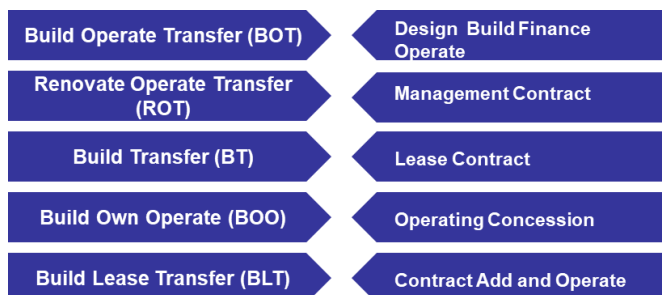 Build Operate Transfer (BOT)
Design Build Finance
Operate
Renovate Operate Transfer
(ROT)
Management Contract
Build Transfer (BT)
Lease Contract
Build Own Operate (BOO)
Operating Concession
Build Lease Transfer (BLT)
Contract Add and Operate